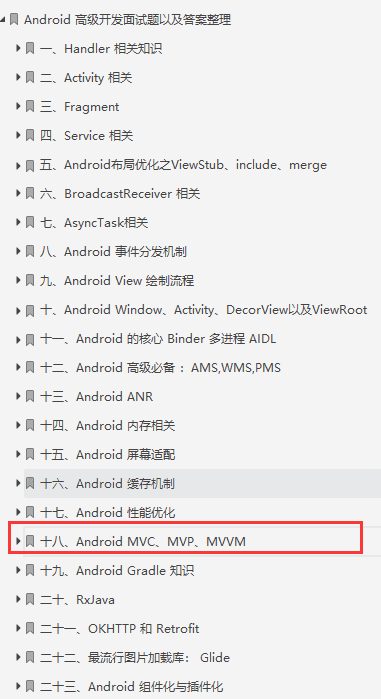 Android 高级开发面试题以及答案整理
一、Handler 相关知识
二、Activity 相关
三、Fragment
四、Service 相关
五、Android布局优化之ViewStub、include、merge
六、BroadcastReceiver 相关
七、AsyncTask相关
八、Android 事件分发机制
九、Android View 绘制流程
十、Android Window、Activity、DecorView以及ViewRoot
十一、Android 的核心 Binder 多进程 AIDL
十二、Android 高级必备 ：AMS,WMS,PMS
十三、Android ANR
十四、Android 内存相关
十五、Android 屏幕适配
十六、Android 缓存机制
十七、Android 性能优化
十八、Android MVC、MVP、MVVM
十九、Android Gradle 知识
二十、RxJava
二十一、OKHTTP 和 Retrofit
二十二、最流行图片加载库： Glide
二十三、Android 组件化与插件化